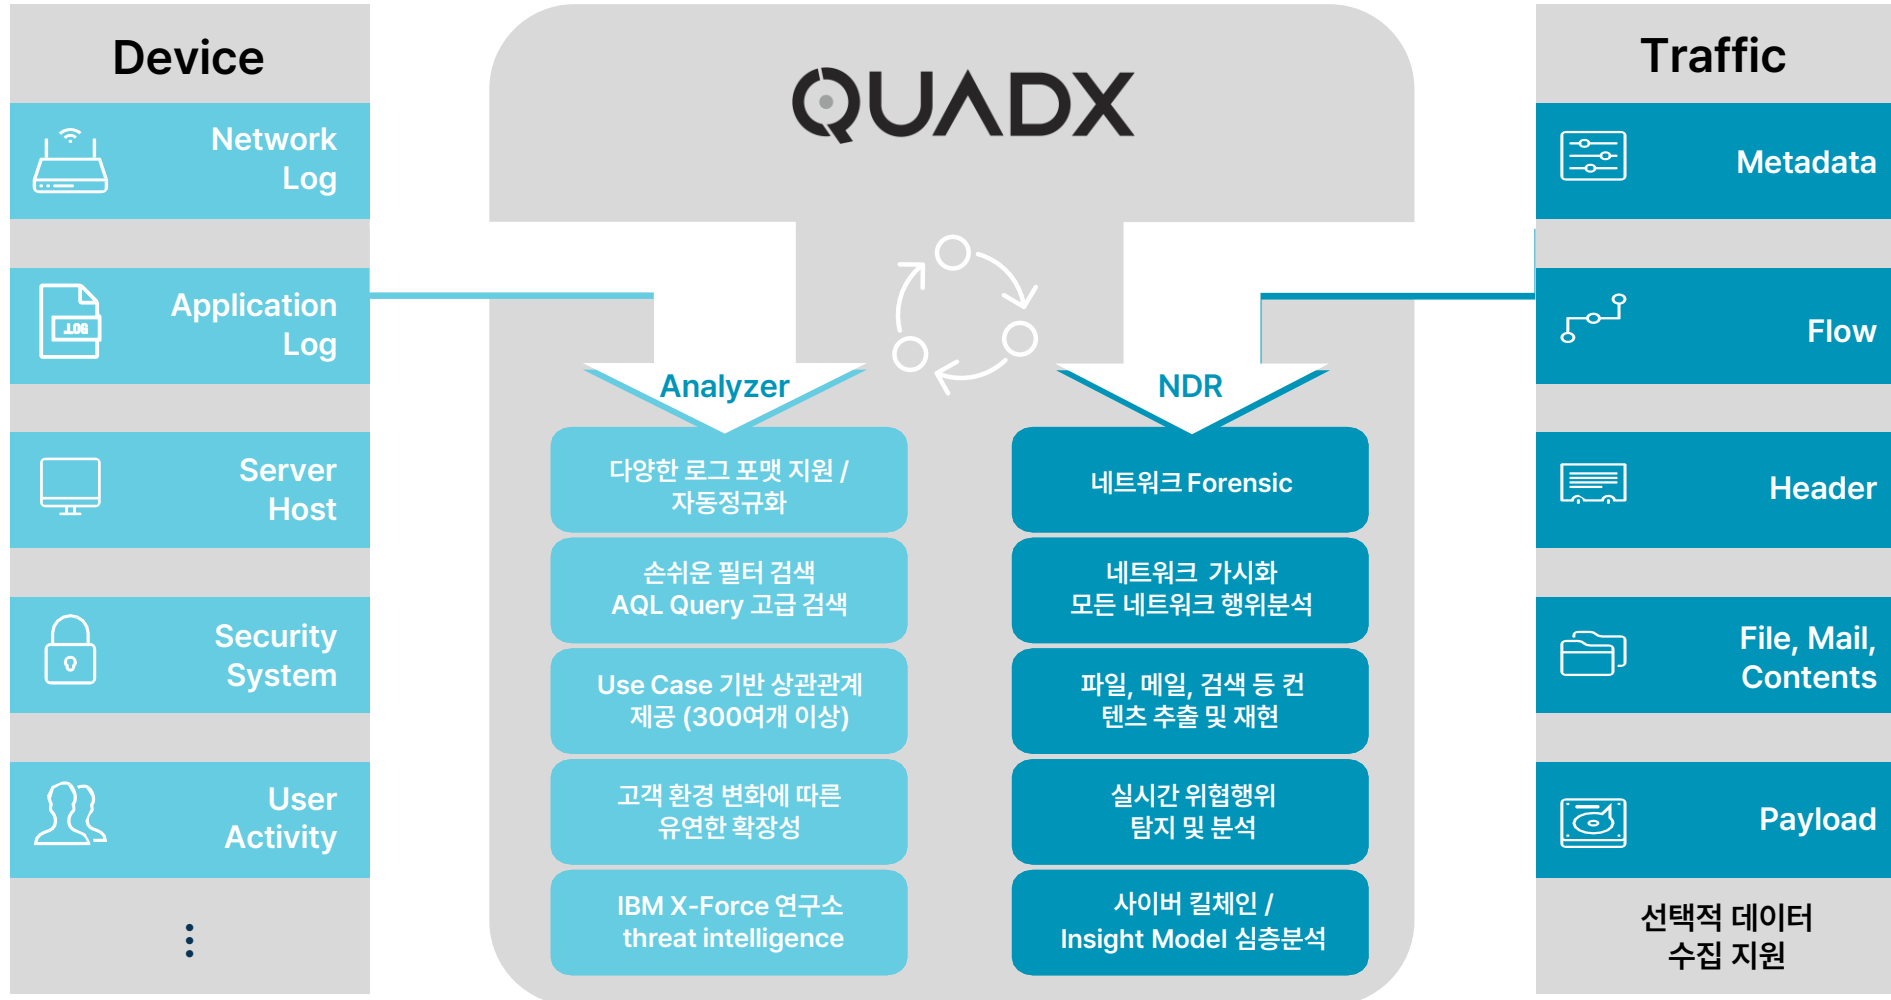 Device
Network
Log
Application
Log
Server
Host
Security
System
User
Activity
QUADX
Analyzer
다양한 로그 포맷 지원 /
자동정규화
손쉬운 필터 검색
AQL Query 고급 검색
Use Case 기반 상관관계
제공 (300여개 이상)
고객 환경 변화에 따른
유연한 확장성
IBM X-Force 연구소
threat intelligence
NDR
네트워크 Forensic
네트워크 가시화
모든 네트워크 행위분석
파일, 메일, 검색 등 컨
텐츠 추출 및 재현
실시간 위협행위
탐지 및 분석
사이버 킬체인 /
Insight Model 심층분석
Traffic
Metadata
Flow
Header
File, Mail,
Contents
Payload
선택적 데이터
수집 지원